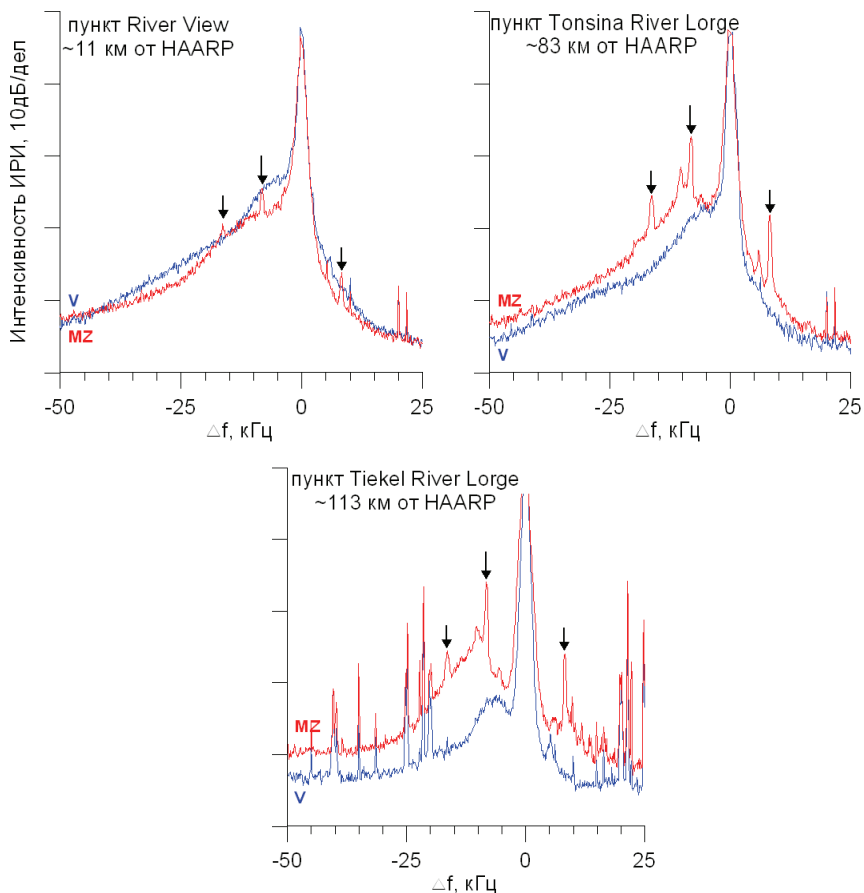 пункт River View
~11 км от HAARP
Интенсивность ИРИ, 10дБ/дел
V
MZ
-50
-25
0
25
△f, кГц
пункт Tonsina River Lorge
~83 км от HAARP
MZ
V
-50
-25
0
25
△f, кГц
пункт Tiekel River Lorge
~113 км от HAARP
MZ
V
-50
-25
0
25
△f, кГц